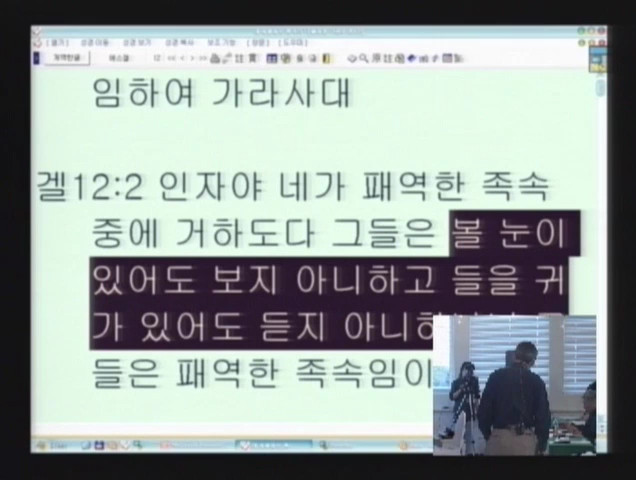 임하여 가라사대
겔12:2 인자야 네가 패역한 족속
중에 거하도다 그들은 볼 눈이
있어도 보지 아니하고 들을 귀
가 있어도 듣지 아니하
들은 패역한 족속임이